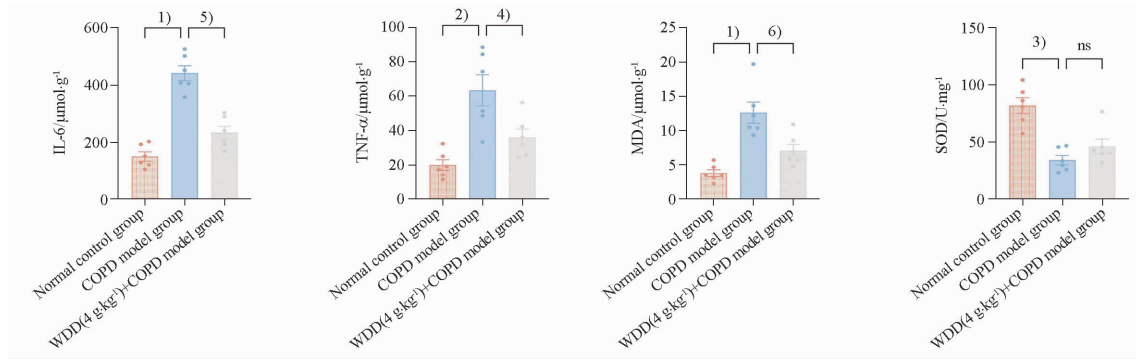 1) 5)
600
400
200
0
IL-6/μmol·g⁻¹
Normal control group
COPD model group
WDD(4 g·kg⁻¹)+COPD model group
2) 4)
100
80
60
40
20
0
TNF-α/μmol·g⁻¹
Normal control group
COPD model group
WDD(4 g·kg⁻¹)+COPD model group
1) 6)
25
20
15
10
5
0
MDA/μmol·g⁻¹
Normal control group
COPD model group
WDD(4 g·kg⁻¹)+COPD model group
3) ns
150
100
50
0
SOD/U·mg⁻¹
Normal control group
COPD model group
WDD(4 g·kg⁻¹)+COPD model group